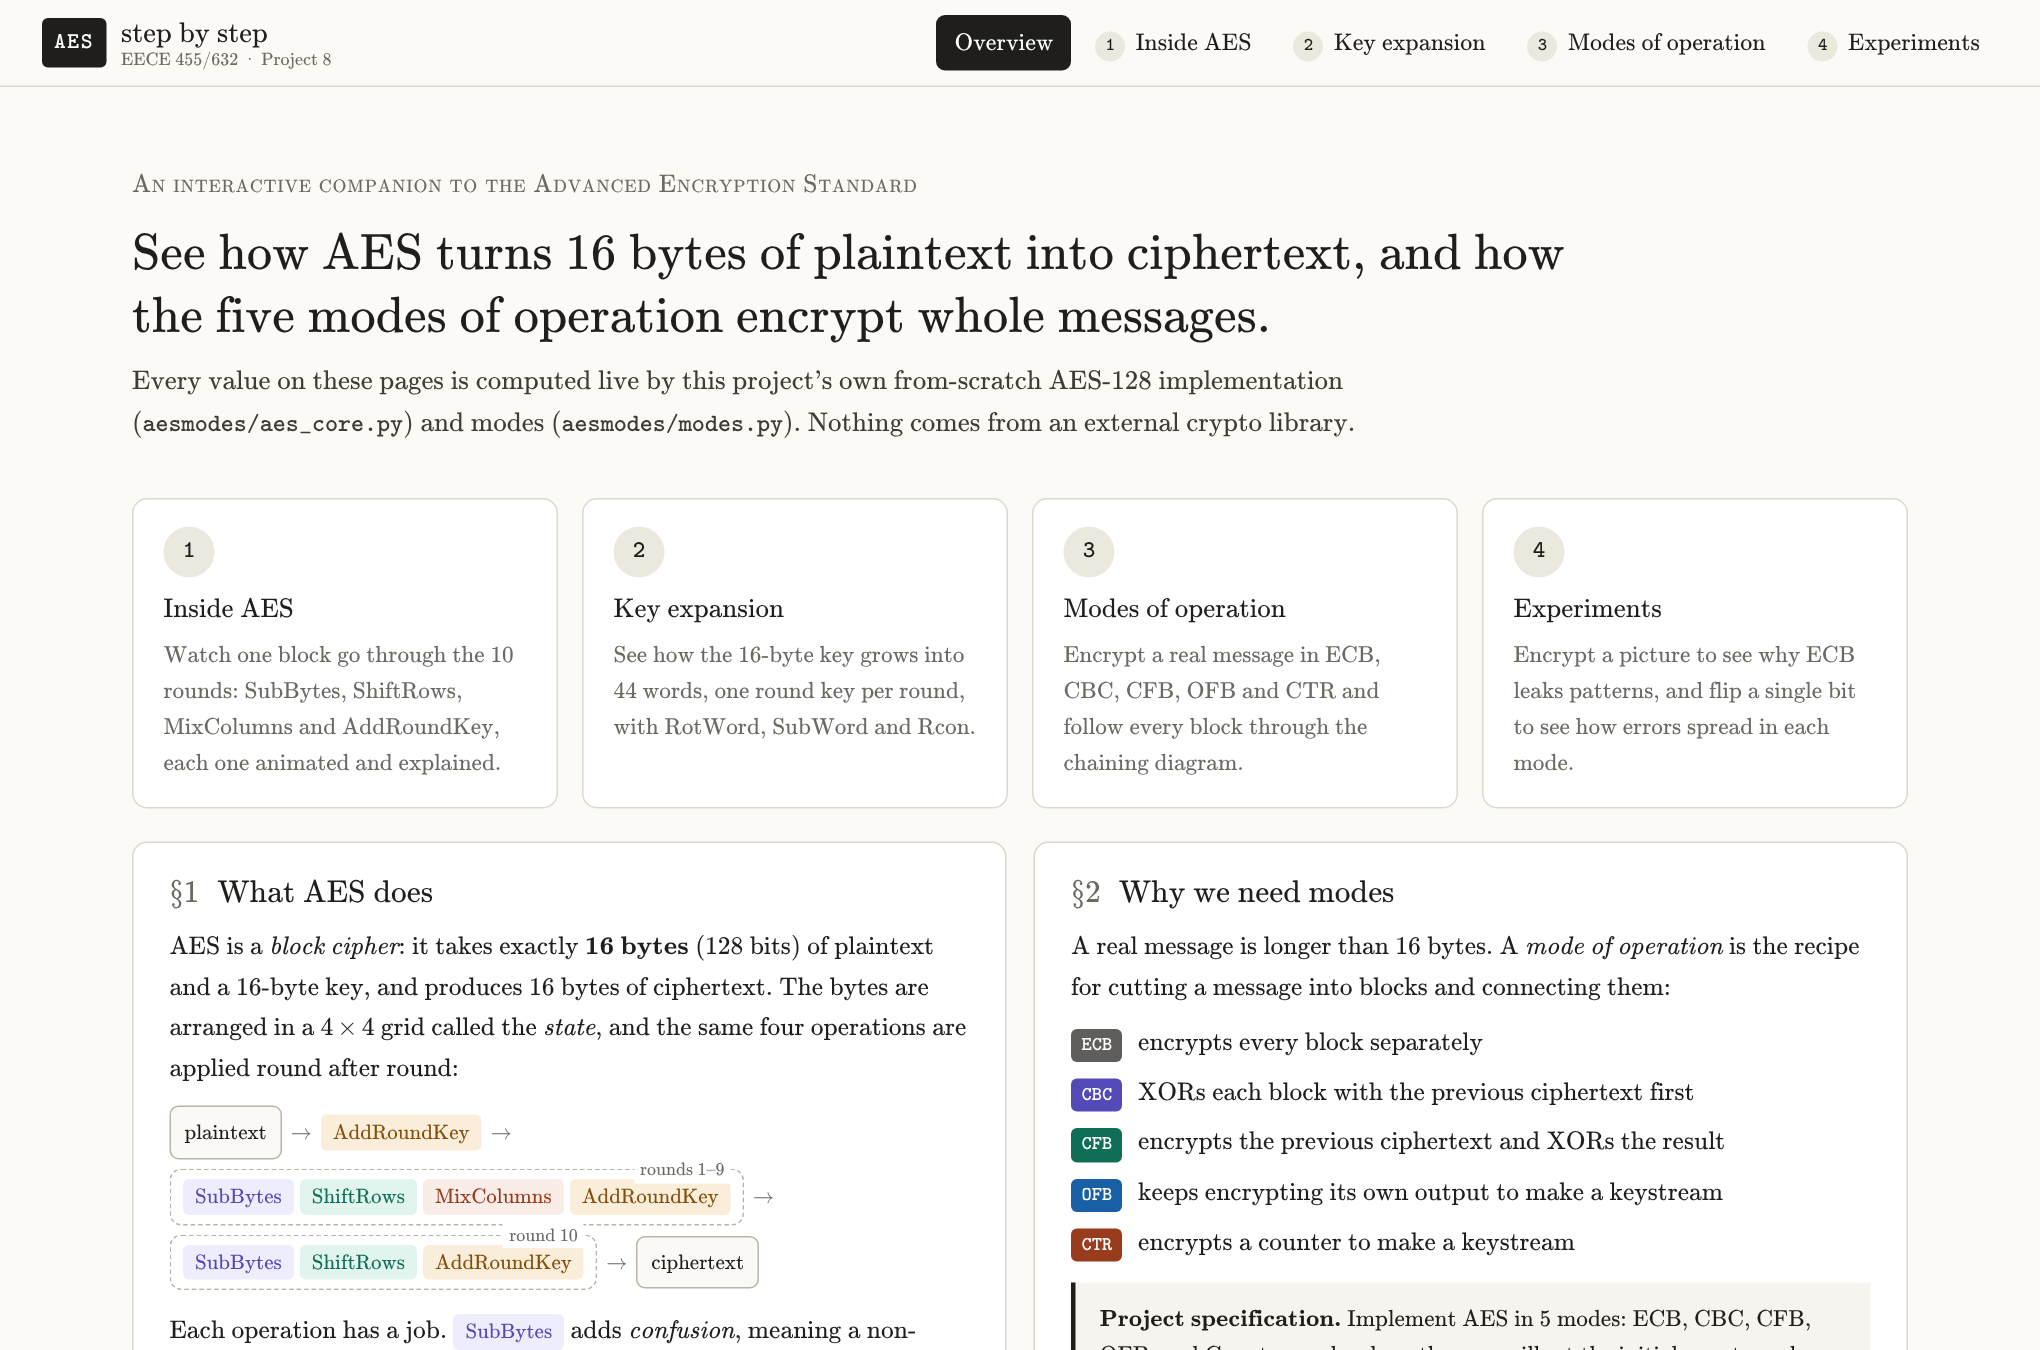 AES
step by step
EECE 455/632 · Project 8
Overview
1 Inside AES
2 Key expansion
3 Modes of operation
4 Experiments
An interactive companion to the Advanced Encryption Standard
See how AES turns 16 bytes of plaintext into ciphertext, and how
the five modes of operation encrypt whole messages.
Every value on these pages is computed live by this project’s own from-scratch AES-128 implementation
(aesmodes/aes_core.py) and modes (aesmodes/modes.py). Nothing comes from an external crypto library.
1
Inside AES
Watch one block go through the 10
rounds: SubBytes, ShiftRows,
MixColumns and AddRoundKey,
each one animated and explained.
2
Key expansion
See how the 16-byte key grows into
44 words, one round key per round,
with RotWord, SubWord and Rcon.
3
Modes of operation
Encrypt a real message in ECB,
CBC, CFB, OFB and CTR and
follow every block through the
chaining diagram.
4
Experiments
Encrypt a picture to see why ECB
leaks patterns, and flip a single bit
to see how errors spread in each
mode.
§1 What AES does
AES is a block cipher: it takes exactly 16 bytes (128 bits) of plaintext
and a 16-byte key, and produces 16 bytes of ciphertext. The bytes are
arranged in a 4 × 4 grid called the state, and the same four operations are
applied round after round:
plaintext → AddRoundKey →
rounds 1–9
SubBytes ShiftRows MixColumns AddRoundKey →
round 10
SubBytes ShiftRows AddRoundKey → ciphertext
Each operation has a job. SubBytes adds confusion, meaning a non-
§2 Why we need modes
A real message is longer than 16 bytes. A mode of operation is the recipe
for cutting a message into blocks and connecting them:
ECB encrypts every block separately
CBC XORs each block with the previous ciphertext first
CFB encrypts the previous ciphertext and XORs the result
OFB keeps encrypting its own output to make a keystream
CTR encrypts a counter to make a keystream
Project specification. Implement AES in 5 modes: ECB, CBC, CFB,